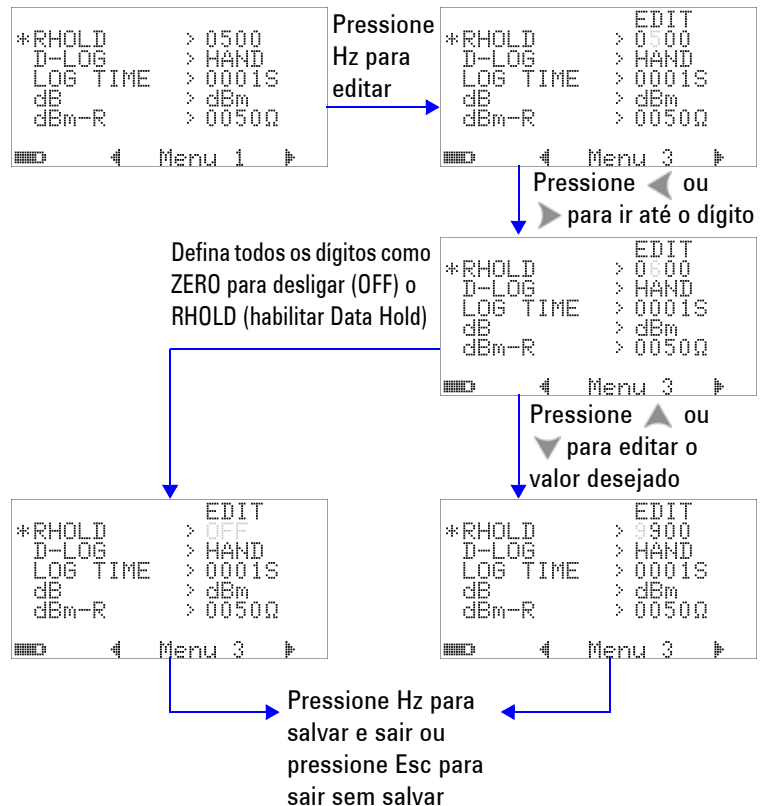 *RHOLD > 0500
D-LOG > HAND
LOG TIME > 0001S
dB > dBm
dBm-R > 0050Ω
Menu 1
Pressione
Hz para
editar
EDIT
*RHOLD > 0500
D-LOG > HAND
LOG TIME > 0001S
dB > dBm
dBm-R > 0050Ω
Menu 3
Pressione ou
para ir até o dígito
Defina todos os dígitos como
ZERO para desligar (OFF) o
RHOLD (habilitar Data Hold)
EDIT
*RHOLD > 0600
D-LOG > HAND
LOG TIME > 0001S
dB > dBm
dBm-R > 0050Ω
Menu 3
Pressione ou
para editar o
valor desejado
EDIT
*RHOLD > OFF
D-LOG > HAND
LOG TIME > 0001S
dB > dBm
dBm-R > 0050Ω
Menu 3
EDIT
*RHOLD > 9900
D-LOG > HAND
LOG TIME > 0001S
dB > dBm
dBm-R > 0050Ω
Menu 3
Pressione Hz para
salvar e sair ou
pressione Esc para
sair sem salvar